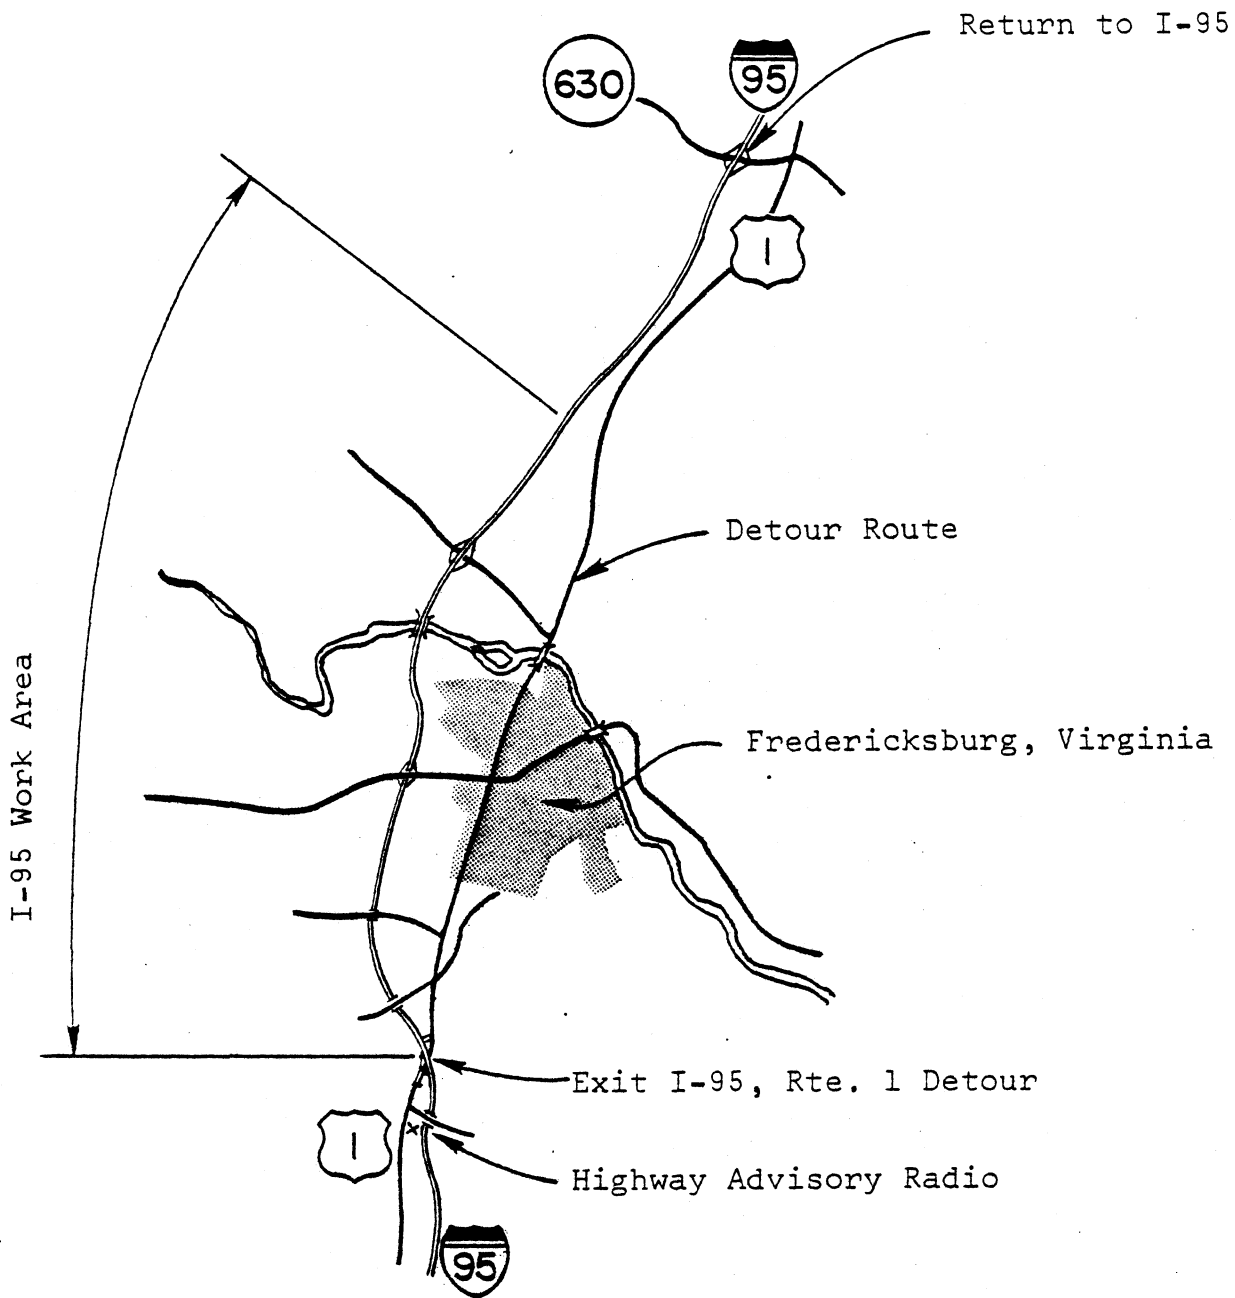 Return to I-95
630
95
1
Detour Route
I-95 Work Area
Fredericksburg, Virginia
Exit I-95, Rte. 1 Detour
1
Highway Advisory Radio
95